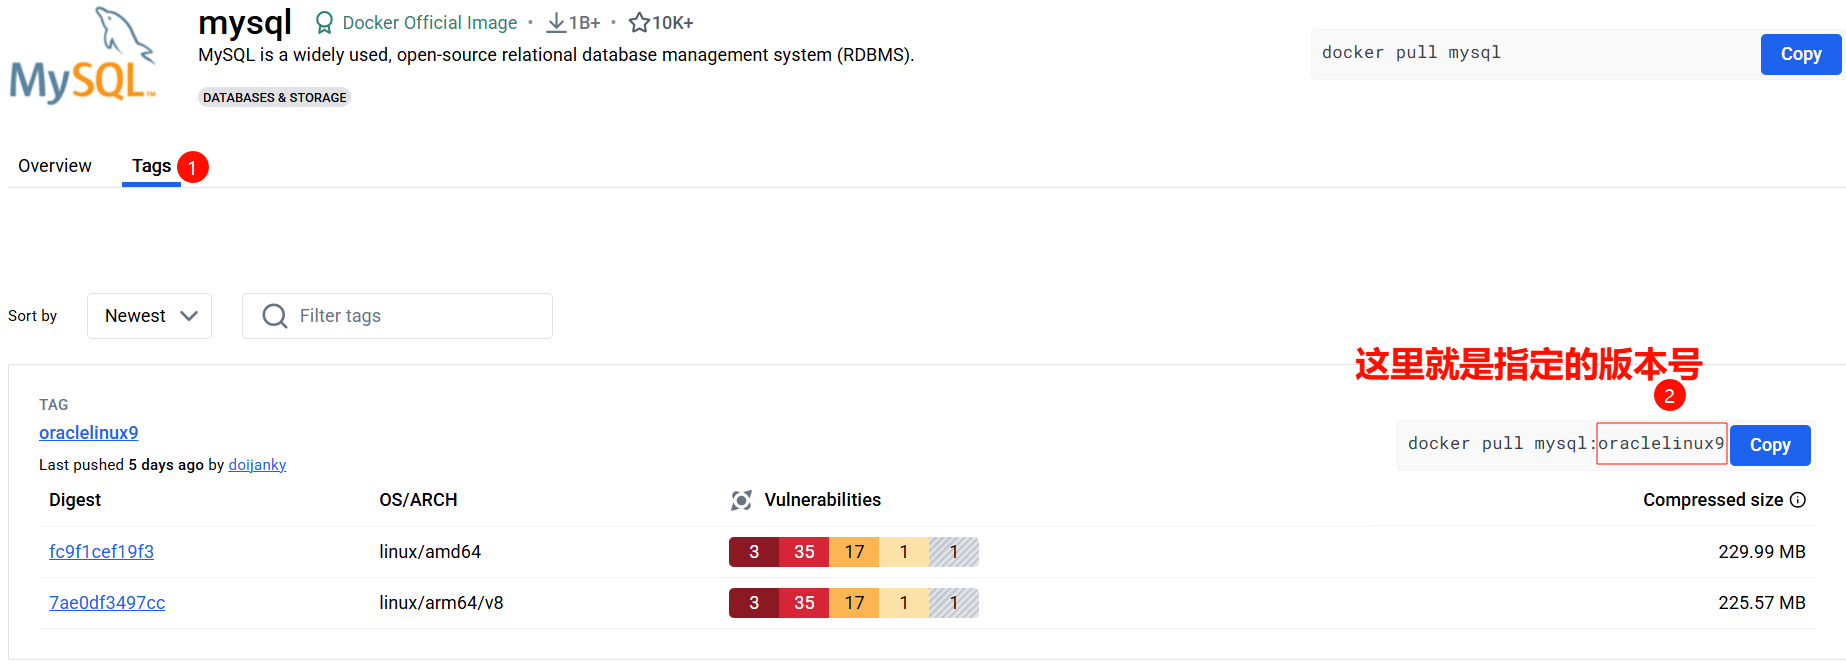 MySQL™
mysql Docker Official Image • 1B+ • 10K+
MySQL is a widely used, open-source relational database management system (RDBMS).
DATABASES & STORAGE
docker pull mysql Copy
Overview Tags 1
Sort by Newest Filter tags
这里就是指定的版本号
2
TAG
oraclelinux9
docker pull mysql:oraclelinux9 Copy
Last pushed 5 days ago by doijanky
Digest OS/ARCH Vulnerabilities Compressed size
fc9f1cef19f3 linux/amd64 3 35 17 1 1 229.99 MB
7ae0df3497cc linux/arm64/v8 3 35 17 1 1 225.57 MB